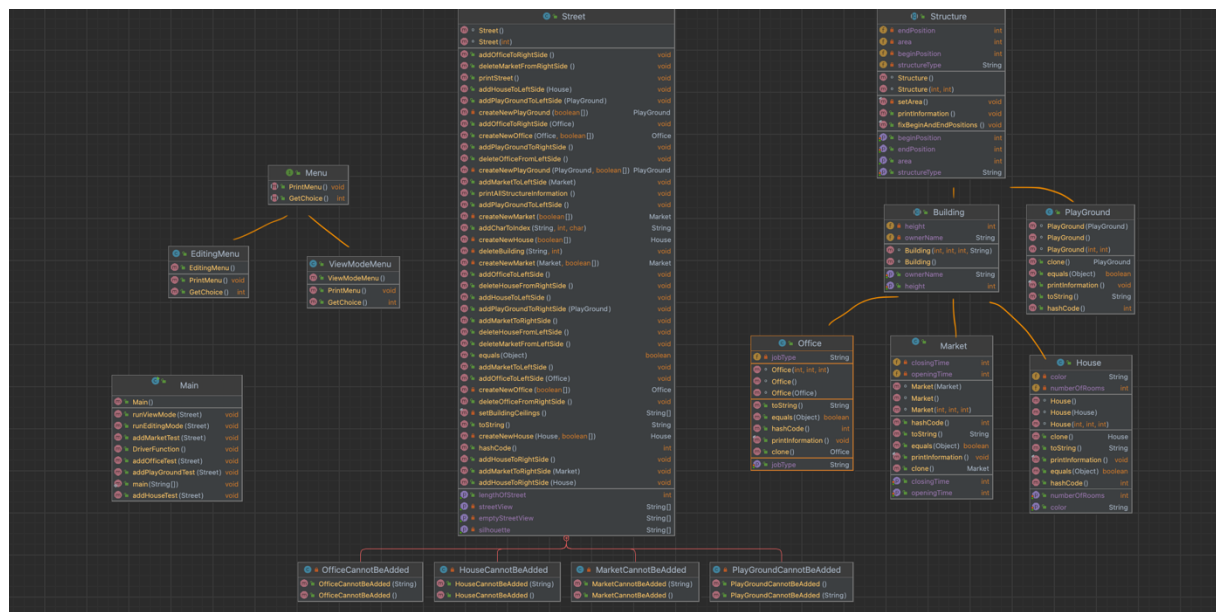 Street
Street()
Street(int)
addOfficeToRightSide () void
deleteMarketFromRightSide () void
printStreet () void
addHouseToLeftSide (House) void
addPlayGroundToLeftSide (PlayGround) void
createNewPlayGround (boolean[]) PlayGround
addOfficeToRightSide (Office) void
createNewOffice (Office, boolean[]) Office
addPlayGroundToRightSide () void
deleteOfficeFromLeftSide () void
createNewPlayGround (PlayGround, boolean[]) PlayGround
addMarketToLeftSide (Market) void
printAllStructureInformation () void
addPlayGroundToLeftSide () void
createNewMarket (boolean[]) Market
addCharToIndex (String, int, char) String
createNewHouse (boolean[]) House
deleteBuilding (String, int) void
createNewMarket (Market, boolean[]) Market
addOfficeToLeftSide () void
deleteHouseFromRightSide () void
addHouseToLeftSide () void
addPlayGroundToRightSide (PlayGround) void
addMarketToRightSide () void
deleteHouseFromLeftSide () void
deleteMarketFromLeftSide () void
equals(Object) boolean
addMarketToLeftSide () void
addOfficeToLeftSide (Office) void
createNewOffice (boolean[]) Office
deleteOfficeFromRightSide () void
setBuildingCeilings () String[]
toString () String
createNewHouse (House, boolean[]) House
hashCode() int
addHouseToRightSide () void
addMarketToRightSide (Market) void
addHouseToRightSide (House) void
lengthOfStreet int
streetView String[]
emptyStreetView String[]
silhouette String[]
Structure
endPosition int
area int
beginPosition int
structureType String
Structure ()
Structure (int, int)
setArea() void
printInformation () void
fixBeginAndEndPositions () void
beginPosition int
endPosition int
area int
structureType String
Menu
PrintMenu () void
GetChoice () int
EditingMenu
EditingMenu ()
PrintMenu () void
GetChoice () int
ViewModeMenu
ViewModeMenu ()
PrintMenu () void
GetChoice () int
Building
height int
ownerName String
Building (int, int, int, String)
Building ()
ownerName String
height int
PlayGround
PlayGround (PlayGround)
PlayGround ()
PlayGround (int, int)
clone() PlayGround
equals(Object) boolean
printInformation () void
toString () String
hashCode() int
Office
jobType String
Office(int, int, int)
Office()
Office(Office)
toString () String
equals(Object) boolean
hashCode() int
printInformation () void
clone() Office
jobType String
Market
closingTime int
openingTime int
Market(Market)
Market()
Market(int, int, int)
hashCode() int
toString () String
equals(Object) boolean
printInformation () void
clone() Market
closingTime int
openingTime int
House
color String
numberOfRooms int
House()
House(House)
House(int, int, int)
clone() House
toString () String
printInformation () void
equals(Object) boolean
hashCode() int
numberOfRooms int
color String
Main
Main()
runViewMode (Street) void
runEditingMode (Street) void
addMarketTest (Street) void
DriverFunction () void
addOfficeTest (Street) void
addPlayGroundTest (Street) void
main(String[]) void
addHouseTest (Street) void
OfficeCannotBeAdded
OfficeCannotBeAdded (String)
OfficeCannotBeAdded ()
HouseCannotBeAdded
HouseCannotBeAdded (String)
HouseCannotBeAdded ()
MarketCannotBeAdded
MarketCannotBeAdded (String)
MarketCannotBeAdded ()
PlayGroundCannotBeAdded
PlayGroundCannotBeAdded ()
PlayGroundCannotBeAdded (String)